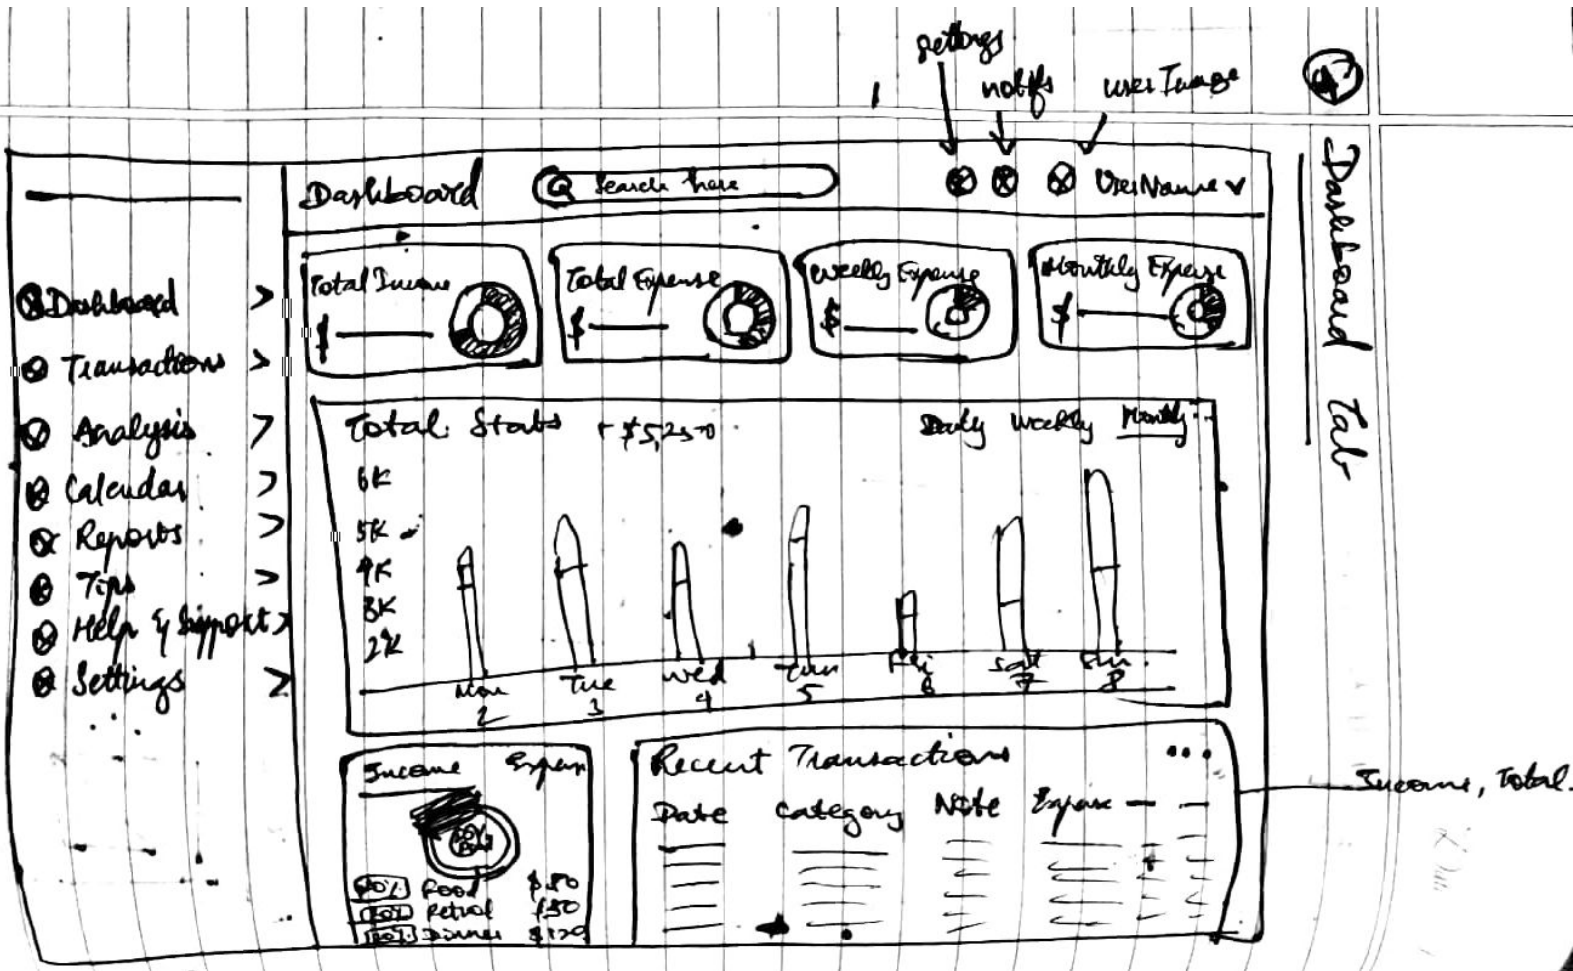 settings
notifs
user Image
Dashboard Tab
Dashboard
Search here
UserName
Dashboard >
Transactions >
Analysis >
Calendar >
Reports >
Tips >
Help & Support >
Settings >
Total Income
$
Total Expense
$
Weekly Expense
$
Monthly Expense
$
Total Stats
Daily Weekly Monthly
6K
5K
4K
3K
2K
Mon Tue Wed Fri Sat Sun
2 3 4 5 6 7 8
Income Expen
Food $80
Petrol $50
Dinner
Recent Transactions ...
Date Category Note Expense
Income, Total.